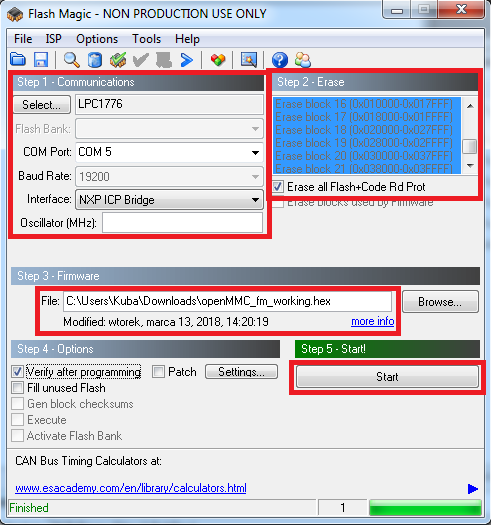 Flash Magic - NON PRODUCTION USE ONLY
File ISP Options Tools Help
Step 1 - Communications
Select... LPC1776
Flash Bank:
COM Port: COM 5
Baud Rate: 19200
Interface: NXP ICP Bridge
Oscillator (MHz):
Step 2 - Erase
Erase block 16 (0x010000-0x017FFF)
Erase block 17 (0x018000-0x01FFFF)
Erase block 18 (0x020000-0x027FFF)
Erase block 19 (0x028000-0x02FFFF)
Erase block 20 (0x030000-0x037FFF)
Erase block 21 (0x038000-0x03FFFF)
Erase all Flash+Code Rd Prot
Erase blocks used by Firmware
Step 3 - Firmware
File: C:\Users\Kuba\Downloads\openMMC_fm_working.hex Browse...
Modified: wtorek, marca 13, 2018, 14:20:19 more info
Step 4 - Options
Verify after programming Patch Settings...
Fill unused Flash
Gen block checksums
Execute
Activate Flash Bank
Step 5 - Start!
Start
CAN Bus Timing Calculators at:
www.esacademy.com/en/library/calculators.html
Finished 1